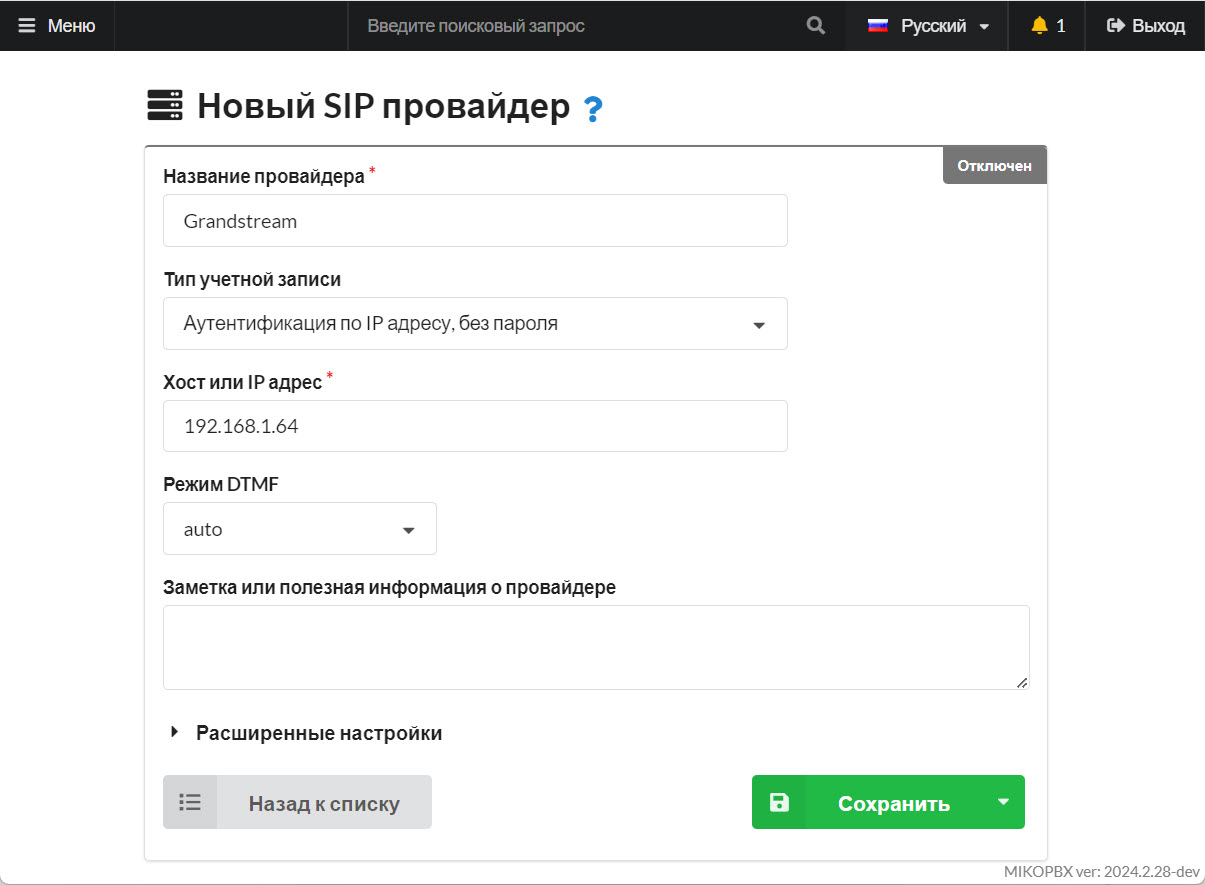 Меню
Введите поисковый запрос
Русский
1
Выход
Новый SIP провайдер ?
Отключен
Название провайдера *
Grandstream
Тип учетной записи
Аутентификация по IP адресу, без пароля
Хост или IP адрес *
192.168.1.64
Режим DTMF
auto
Заметка или полезная информация о провайдере
Расширенные настройки
Назад к списку
Сохранить
MIKOPBX ver: 2024.2.28-dev